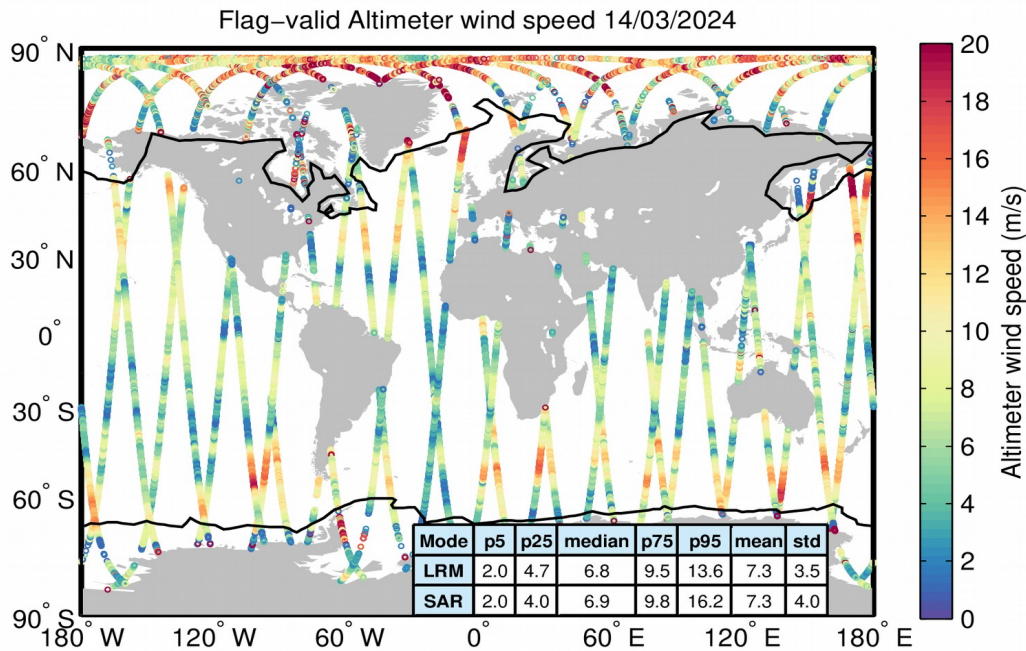 Flag-valid Altimeter wind speed 14/03/2024
90° N
60° N
30° N
0°
30° S
60° S
90° S
180° W
120° W
60° W
0°
60° E
120° E
180° E
Mode p5 p25 median p75 p95 mean std
LRM 2.0 4.7 6.8 9.5 13.6 7.3 3.5
SAR 2.0 4.0 6.9 9.8 16.2 7.3 4.0
20
18
16
14
12
10
8
6
4
2
0
Altimeter wind speed (m/s)